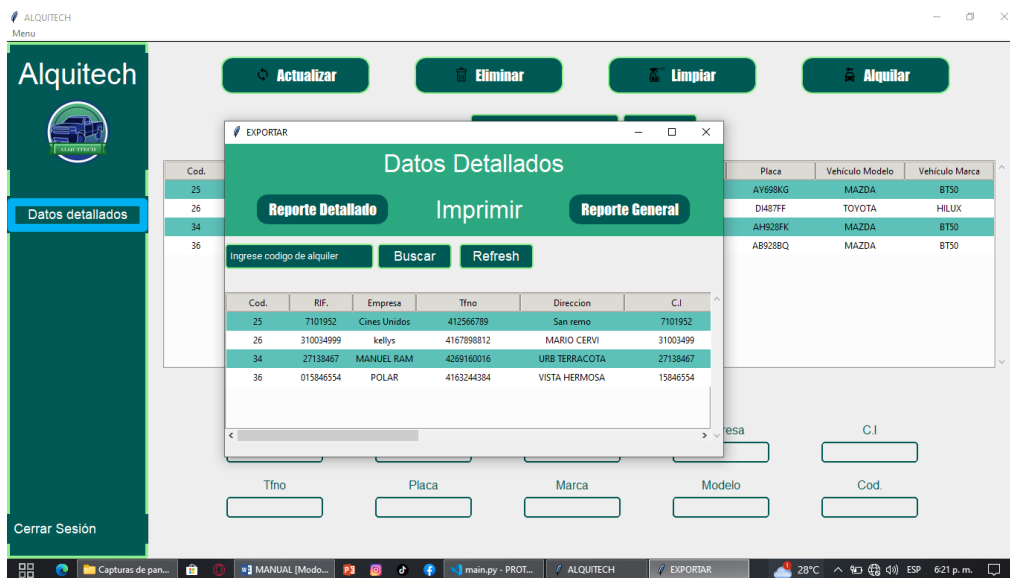 ALQUITECH
Menu
Alquitech
ALQUITECH
Datos detallados
Cerrar Sesión
Actualizar
Eliminar
Limpiar
Alquilar
Cod. Placa Vehículo Modelo Vehículo Marca
25 AY698KG MAZDA BT50
26 DI487FF TOYOTA HILUX
34 AH928FK MAZDA BT50
36 AB928BQ MAZDA BT50
EXPORTAR
Datos Detallados
Reporte Detallado Imprimir Reporte General
Ingrese codigo de alquiler Buscar Refresh
Cod. RIF. Empresa Tfno Direccion C.I
25 7101952 Cines Unidos 412566789 San remo 7101952
26 310034999 kellys 4167898812 MARIO CERVI 31003499
34 27138467 MANUEL RAM 4269160016 URB TERRACOTA 27138467
36 015846554 POLAR 4163244384 VISTA HERMOSA 15846554
resa C.I
Tfno Placa Marca Modelo Cod.
Capturas de pan... MANUAL [Modo... main.py - PROT... ALQUITECH EXPORTAR 28°C ESP 6:21 p. m.